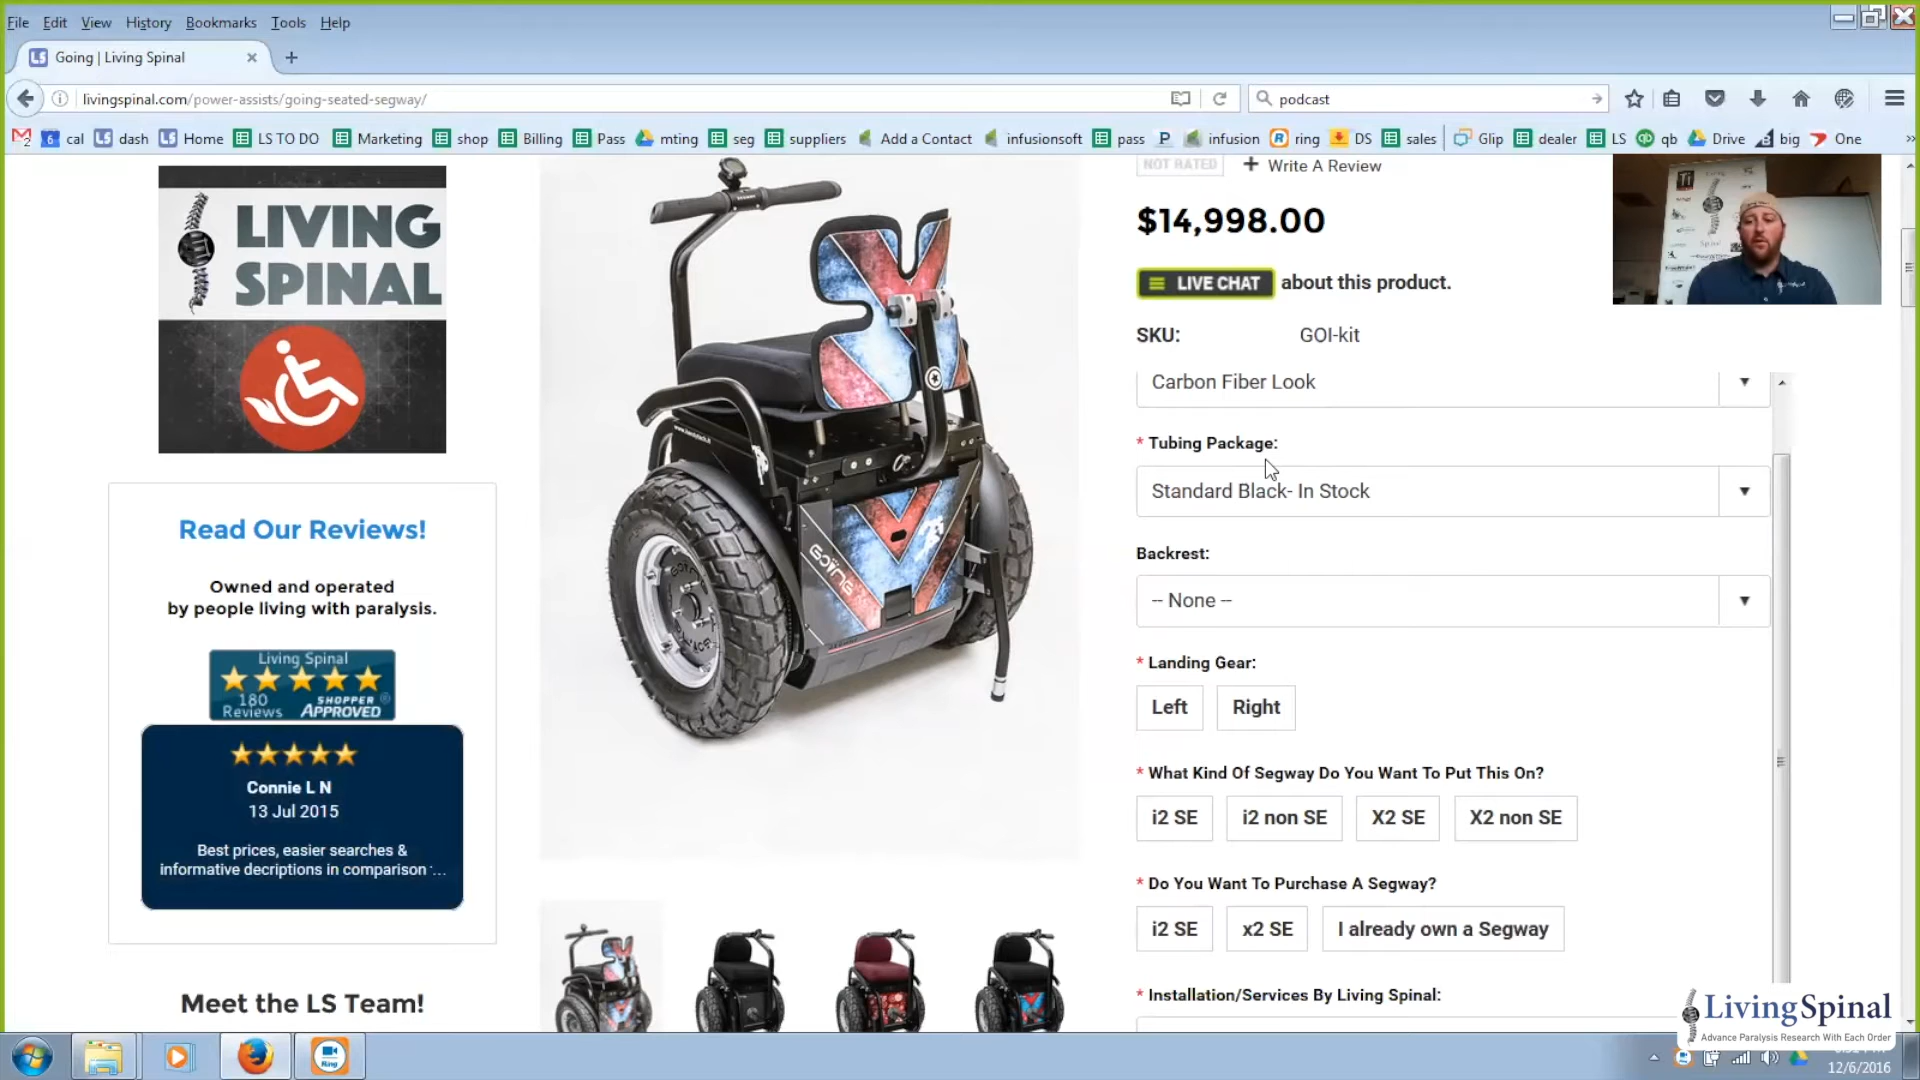 File Edit View History Bookmarks Tools Help
Going | Living Spinal
livingspinal.com/power-assists/going-seated-segway/
podcast
2 6 cal dash Home LS TO DO Marketing shop Billing Pass mting seg suppliers Add a Contact infusionsoft pass infusion ring DS sales Glip dealer LS qb Drive big One
LIVING
SPINAL
NOT RATED + Write A Review
$14,998.00
LIVE CHAT about this product.
SKU: GOI-kit
Carbon Fiber Look
* Tubing Package:
Standard Black- In Stock
Backrest:
-- None --
* Landing Gear:
Left Right
* What Kind Of Segway Do You Want To Put This On?
i2 SE i2 non SE X2 SE X2 non SE
* Do You Want To Purchase A Segway?
i2 SE x2 SE I already own a Segway
* Installation/Services By Living Spinal:
GOING
Read Our Reviews!
Owned and operated
by people living with paralysis.
Living Spinal
180
Reviews
SHOPPER
APPROVED
Connie L N
13 Jul 2015
Best prices, easier searches &
informative decriptions in comparison ...
Meet the LS Team!
Ring
LivingSpinal
Advance Paralysis Research With Each Order
12/6/2016